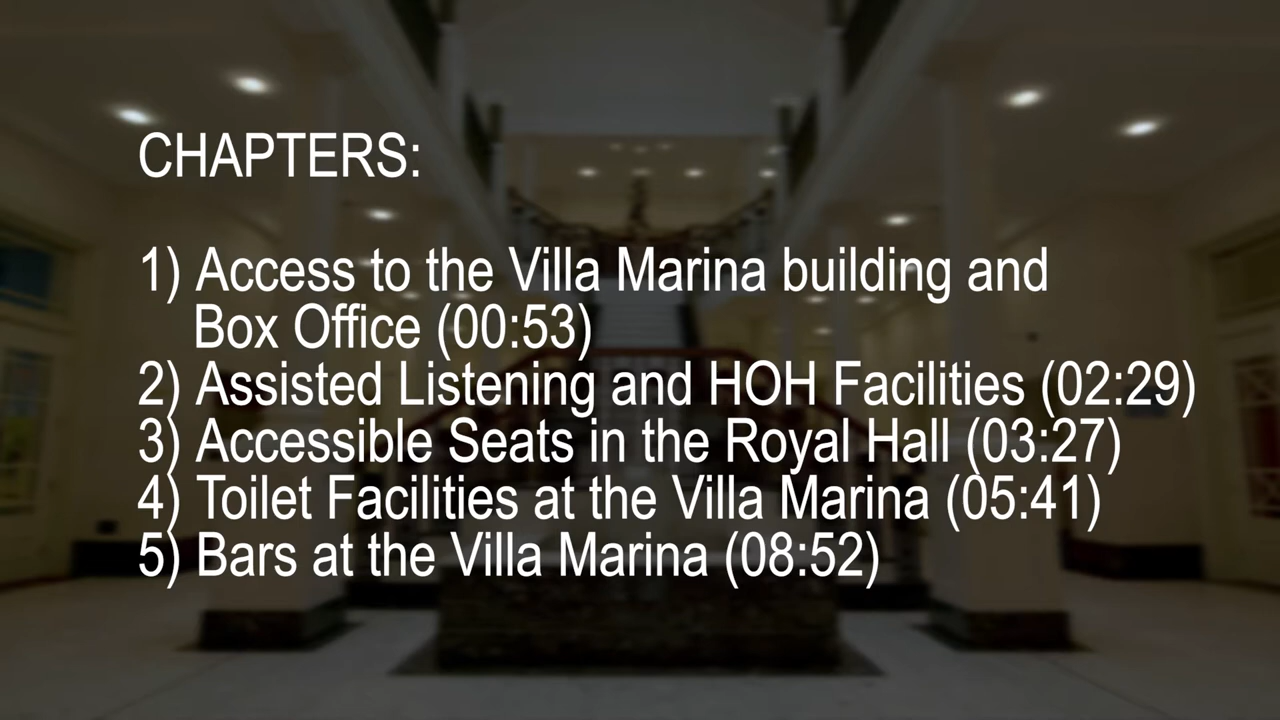 CHAPTERS:
1) Access to the Villa Marina building and
Box Office (00:53)
2) Assisted Listening and HOH Facilities (02:29)
3) Accessible Seats in the Royal Hall (03:27)
4) Toilet Facilities at the Villa Marina (05:41)
5) Bars at the Villa Marina (08:52)